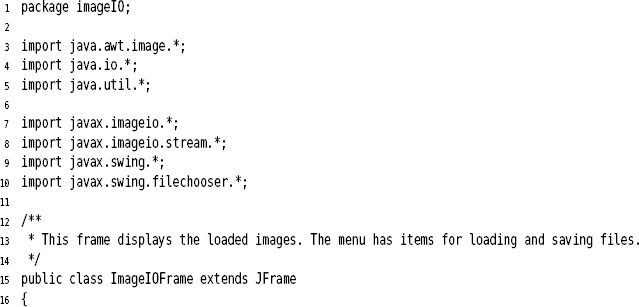 1 package imageIO;
2
3 import java.awt.image.*;
4 import java.io.*;
5 import java.util.*;
6
7 import javax.imageio.*;
8 import javax.imageio.stream.*;
9 import javax.swing.*;
10 import javax.swing.filechooser.*;
11
12 /**
13  * This frame displays the loaded images. The menu has items for loading and saving files.
14  */
15 public class ImageIOFrame extends JFrame
16 {